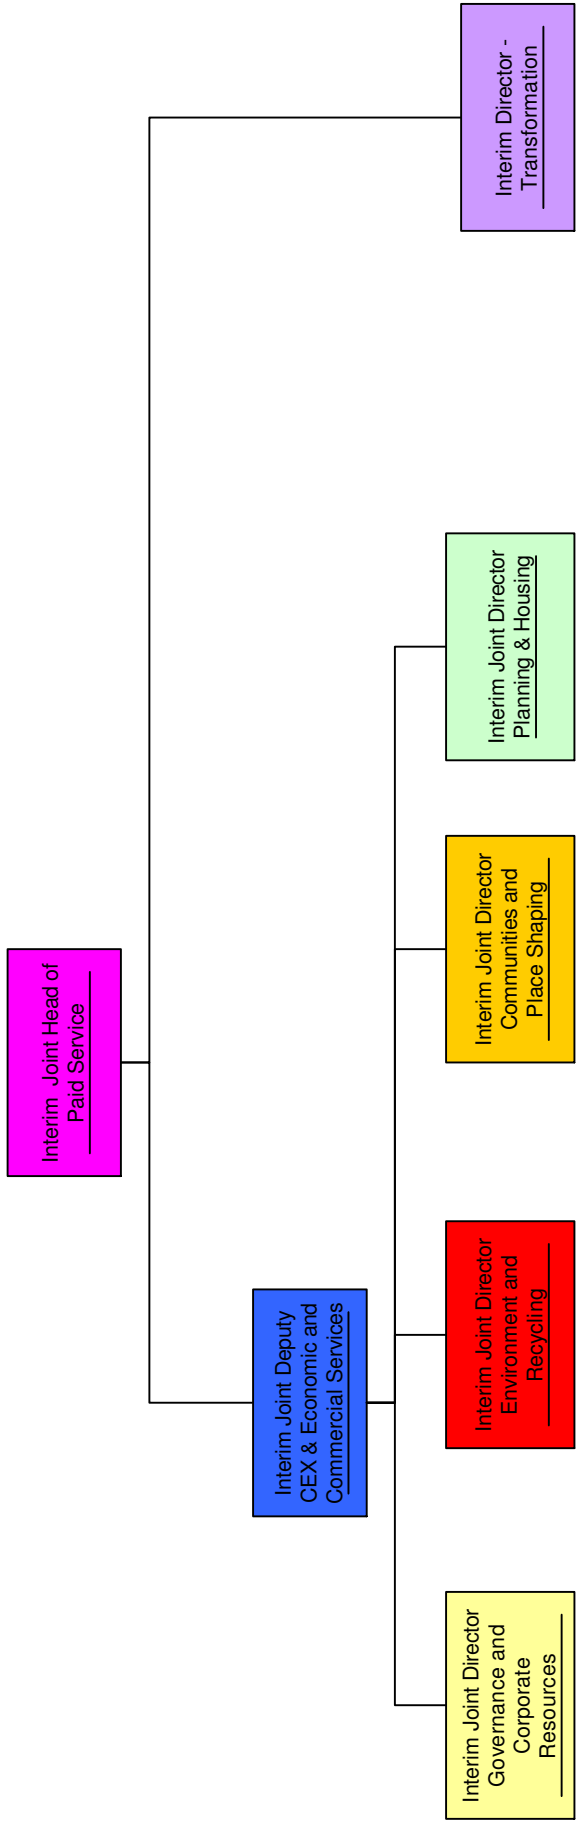 Interim  Joint Head of
Paid Service
Interim Joint Deputy
CEX & Economic and
Commercial Services
Interim Joint Director
Governance and
Corporate
Resources
Interim Joint Director
Environment and
Recycling
Interim Joint Director
Communities and
Place Shaping
Interim Joint Director
Planning & Housing
Interim Director -
Transformation